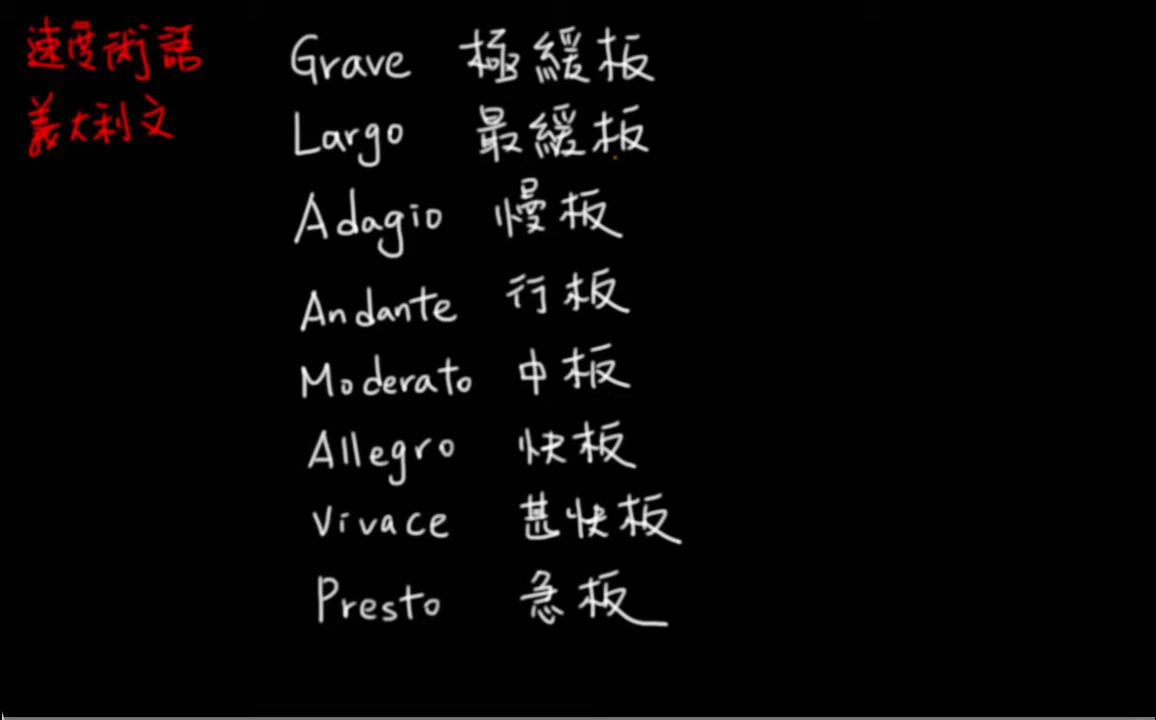 速度術語
義大利文
Grave 極緩板
Largo 最緩板
Adagio 慢板
Andante 行板
Moderato 中板
Allegro 快板
Vivace 甚快板
Presto 急板